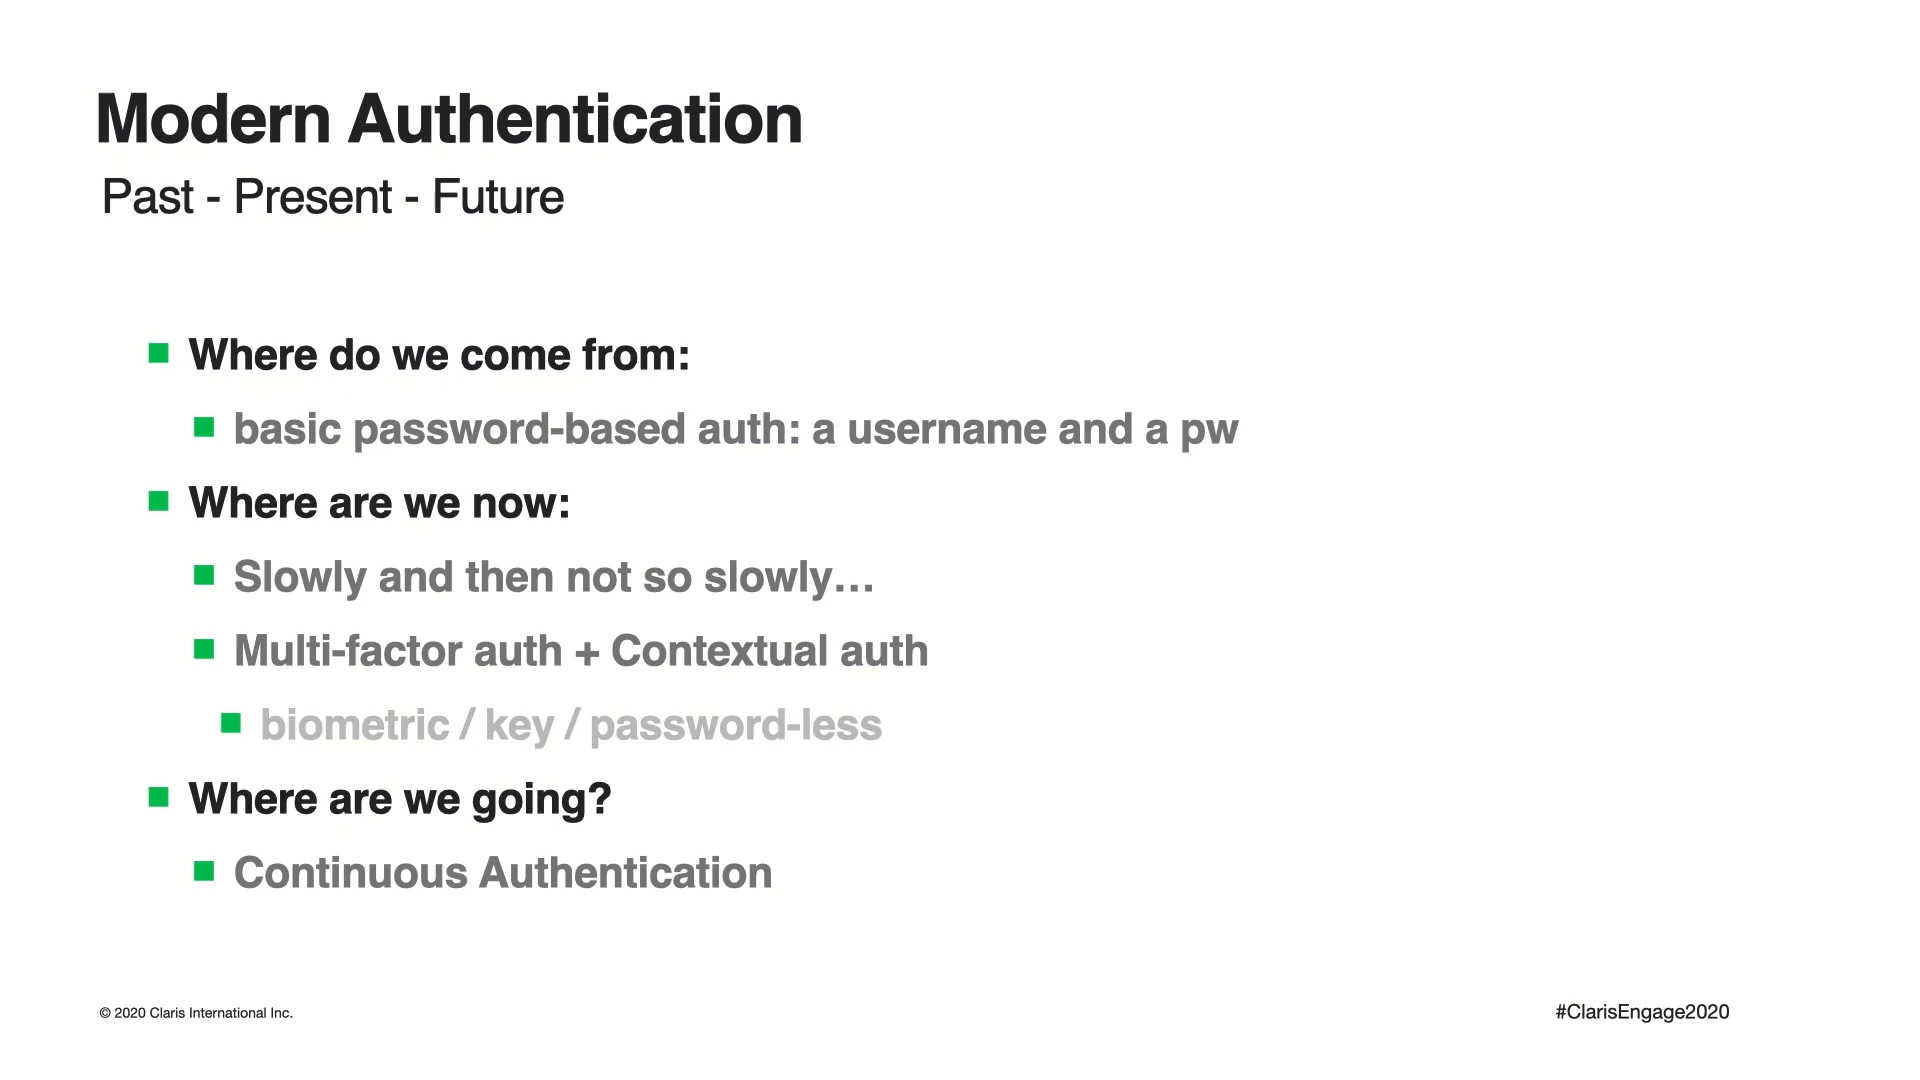 Modern Authentication
Past - Present - Future
Where do we come from:
basic password-based auth: a username and a pw
Where are we now:
Slowly and then not so slowly…
Multi-factor auth + Contextual auth
biometric / key / password-less
Where are we going?
Continuous Authentication
© 2020 Claris International Inc.
#ClarisEngage2020